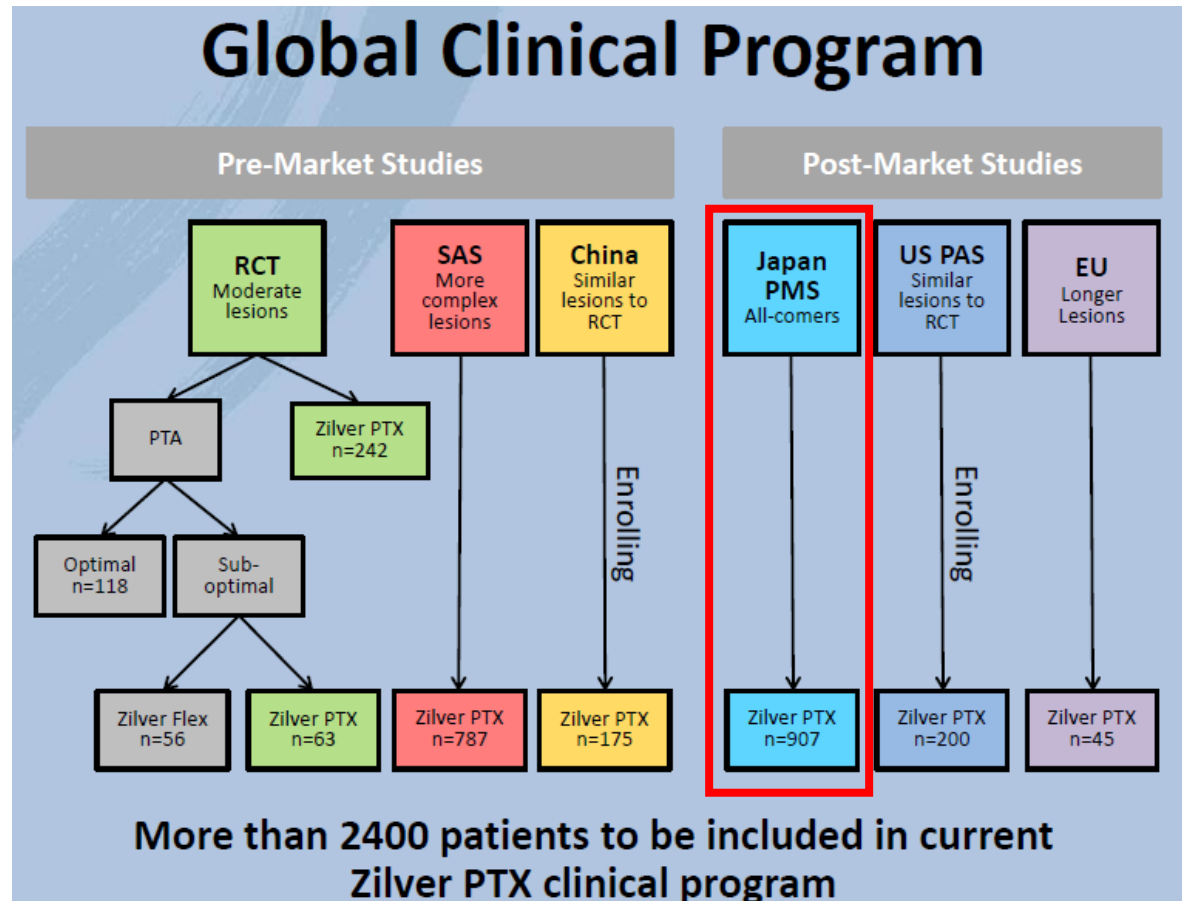 Global Clinical Program
Pre-Market Studies
Post-Market Studies
RCT
Moderate
lesions
SAS
More
complex
lesions
China
Similar
lesions to
RCT
Japan
PMS
All-comers
US PAS
Similar
lesions to
RCT
EU
Longer
Lesions
PTA
Zilver PTX
n=242
Enrolling
Enrolling
Optimal
n=118
Sub-
optimal
Zilver Flex
n=56
Zilver PTX
n=63
Zilver PTX
n=787
Zilver PTX
n=175
Zilver PTX
n=907
Zilver PTX
n=200
Zilver PTX
n=45
More than 2400 patients to be included in current
Zilver PTX clinical program